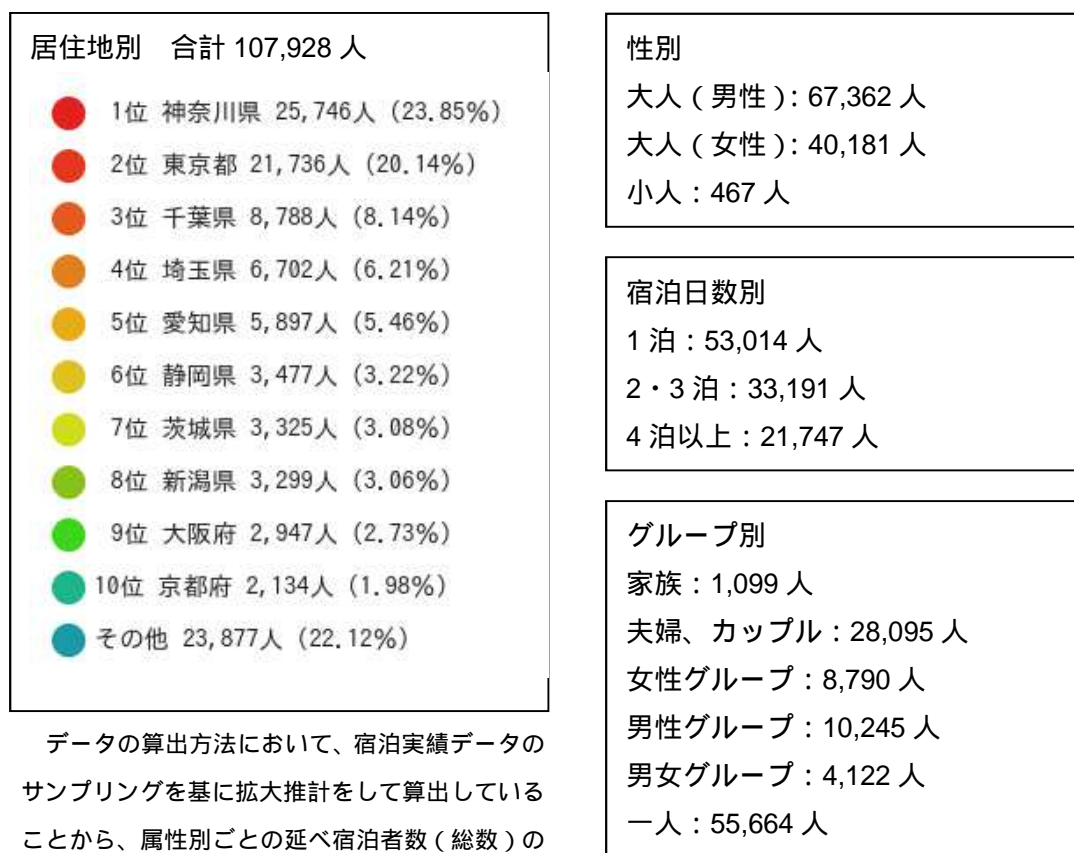 居住地別　合計 107,928 人
1位 神奈川県 25,746人 (23.85%)
2位 東京都 21,736人 (20.14%)
3位 千葉県 8,788人 (8.14%)
4位 埼玉県 6,702人 (6.21%)
5位 愛知県 5,897人 (5.46%)
6位 静岡県 3,477人 (3.22%)
7位 茨城県 3,325人 (3.08%)
8位 新潟県 3,299人 (3.06%)
9位 大阪府 2,947人 (2.73%)
10位 京都府 2,134人 (1.98%)
その他 23,877人 (22.12%)
データの算出方法において、宿泊実績データの
サンプリングを基に拡大推計をして算出している
ことから、属性別ごとの延べ宿泊者数（総数）の
性別
大人（男性）：67,362 人
大人（女性）：40,181 人
小人：467 人
宿泊日数別
1 泊：53,014 人
2・3 泊：33,191 人
4 泊以上：21,747 人
グループ別
家族：1,099 人
夫婦、カップル：28,095 人
女性グループ：8,790 人
男性グループ：10,245 人
男女グループ：4,122 人
一人：55,664 人